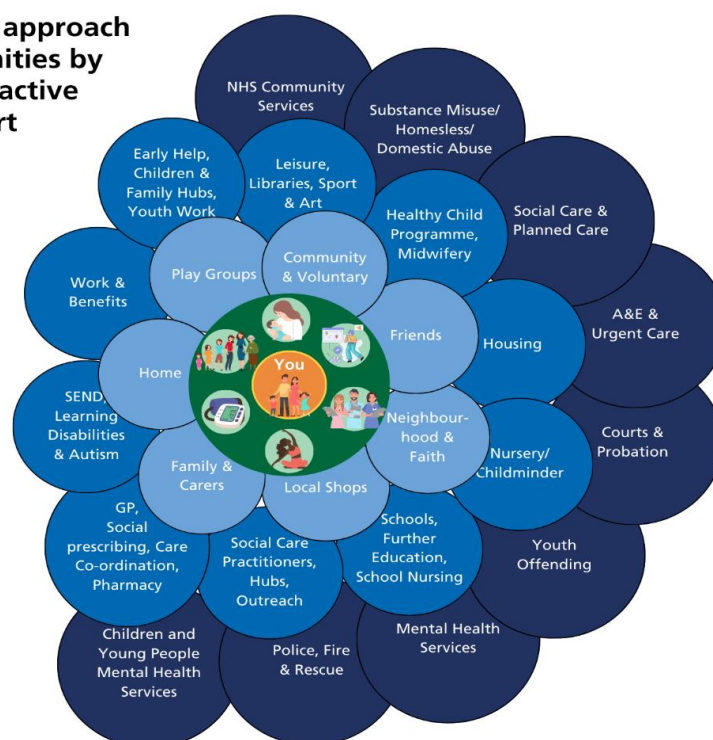 approach
nities by
active
rt
NHS Community
Services
Substance Misuse/
Homesless/
Domestic Abuse
Early Help,
Children &
Family Hubs,
Youth Work
Leisure,
Libraries, Sport
& Art
Healthy Child
Programme,
Midwifery
Social Care &
Planned Care
Work &
Benefits
Play Groups
Community
& Voluntary
A&E &
Urgent Care
Home
You
Friends
Housing
SEND,
Learning
Disabilities
& Autism
Neighbour-
hood &
Faith
Courts &
Probation
Family &
Carers
Local Shops
Nursery/
Childminder
GP,
Social
prescribing, Care
Co-ordination,
Pharmacy
Social Care
Practitioners,
Hubs,
Outreach
Schools,
Further
Education,
School Nursing
Youth
Offending
Children and
Young People
Mental Health
Services
Police, Fire
& Rescue
Mental Health
Services